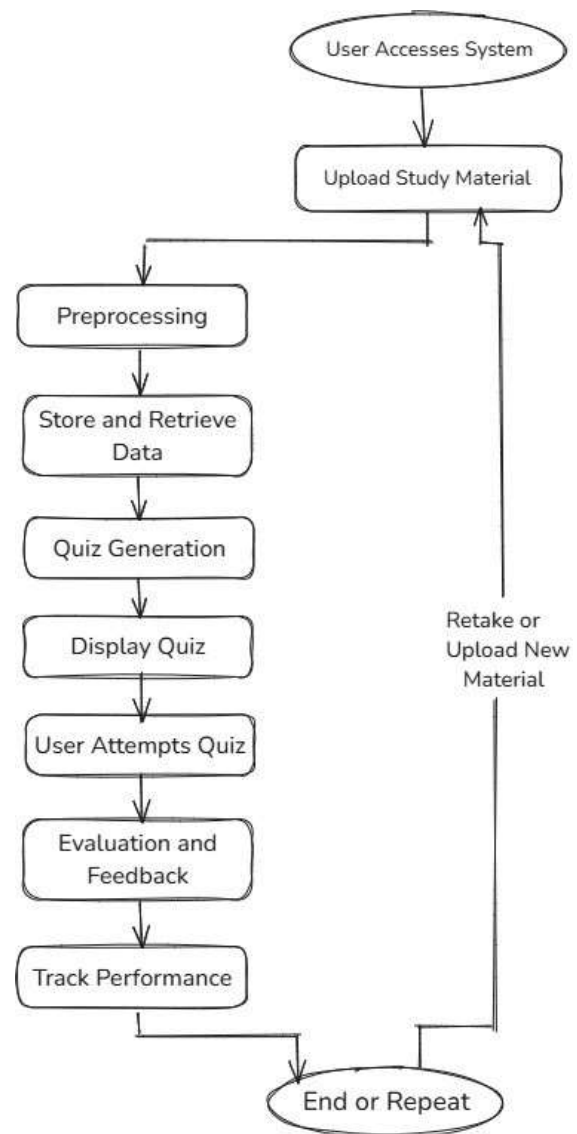 User Accesses System
Upload Study Material
Preprocessing
Store and Retrieve
Data
Quiz Generation
Display Quiz
User Attempts Quiz
Evaluation and
Feedback
Track Performance
Retake or
Upload New
Material
End or Repeat